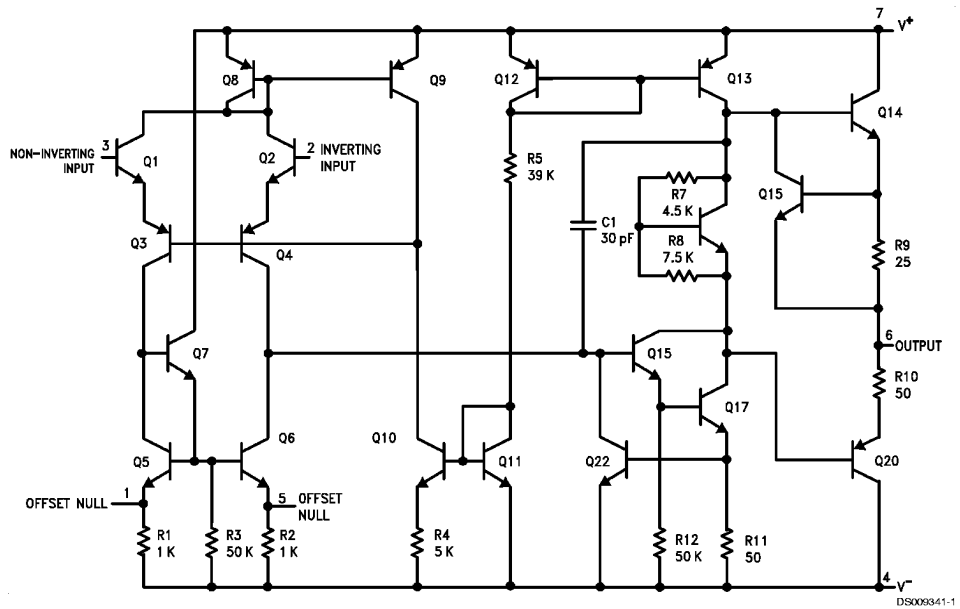 7
V+
Q8
Q9
Q12
Q13
Q14
NON-INVERTING
INPUT
3
Q1
Q2
2 INVERTING
INPUT
R5
39 K
R7
4.5 K
Q15
Q3
Q4
C1
30 pF
R8
7.5 K
R9
25
Q7
Q15
6
OUTPUT
R10
50
Q17
Q5
Q6
Q10
Q11
Q22
Q20
OFFSET NULL
1
5 OFFSET
NULL
R1
1 K
R3
50 K
R2
1 K
R4
5 K
R12
50 K
R11
50
4
V-
DS009341-1